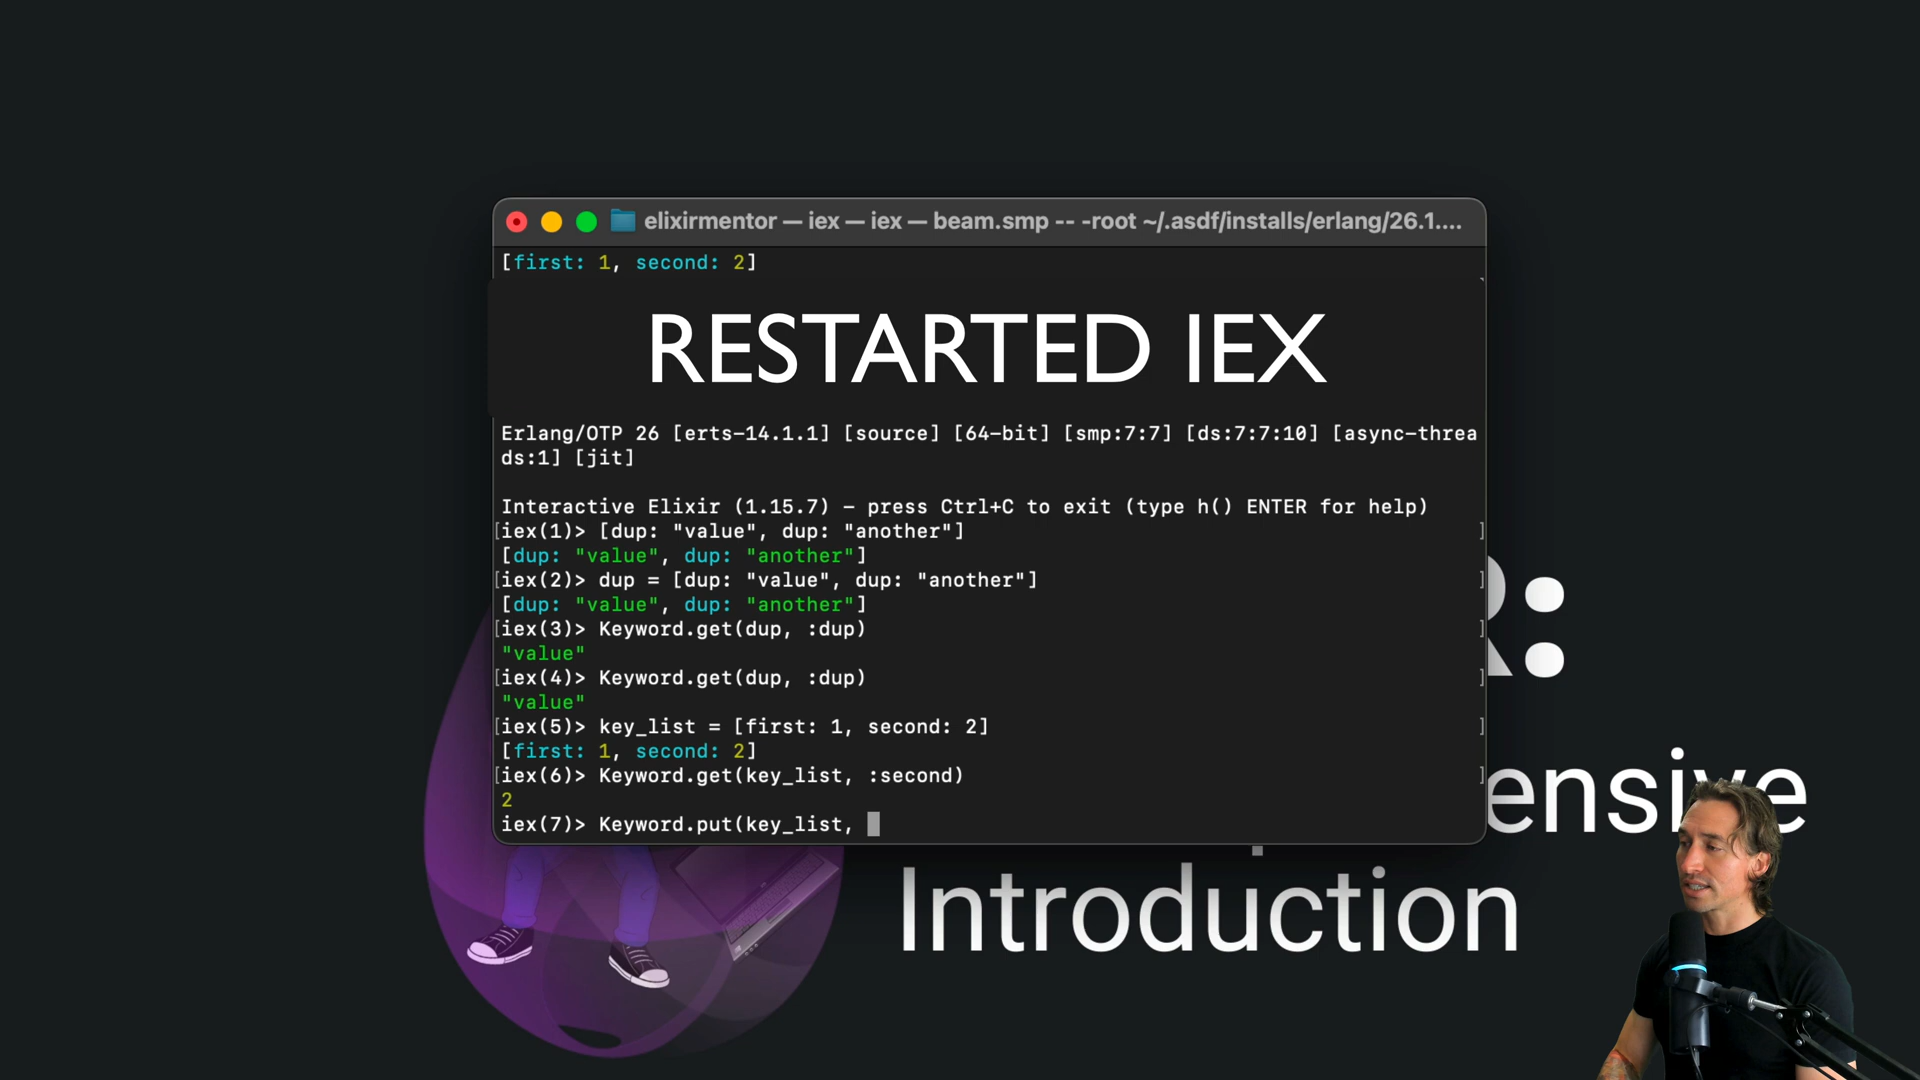 elixirmentor — iex — iex — beam.smp -- -root ~/.asdf/installs/erlang/26.1....
[first: 1, second: 2]
RESTARTED IEX
Erlang/OTP 26 [erts-14.1.1] [source] [64-bit] [smp:7:7] [ds:7:7:10] [async-threa
ds:1] [jit]
Interactive Elixir (1.15.7) - press Ctrl+C to exit (type h() ENTER for help)
[iex(1)> [dup: "value", dup: "another"] ]
[dup: "value", dup: "another"]
[iex(2)> dup = [dup: "value", dup: "another"] ]
[dup: "value", dup: "another"]
[iex(3)> Keyword.get(dup, :dup) ]
"value"
[iex(4)> Keyword.get(dup, :dup) ]
"value"
[iex(5)> key_list = [first: 1, second: 2] ]
[first: 1, second: 2]
[iex(6)> Keyword.get(key_list, :second) ]
2
iex(7)> Keyword.put(key_list,
R:
ensive
Introduction